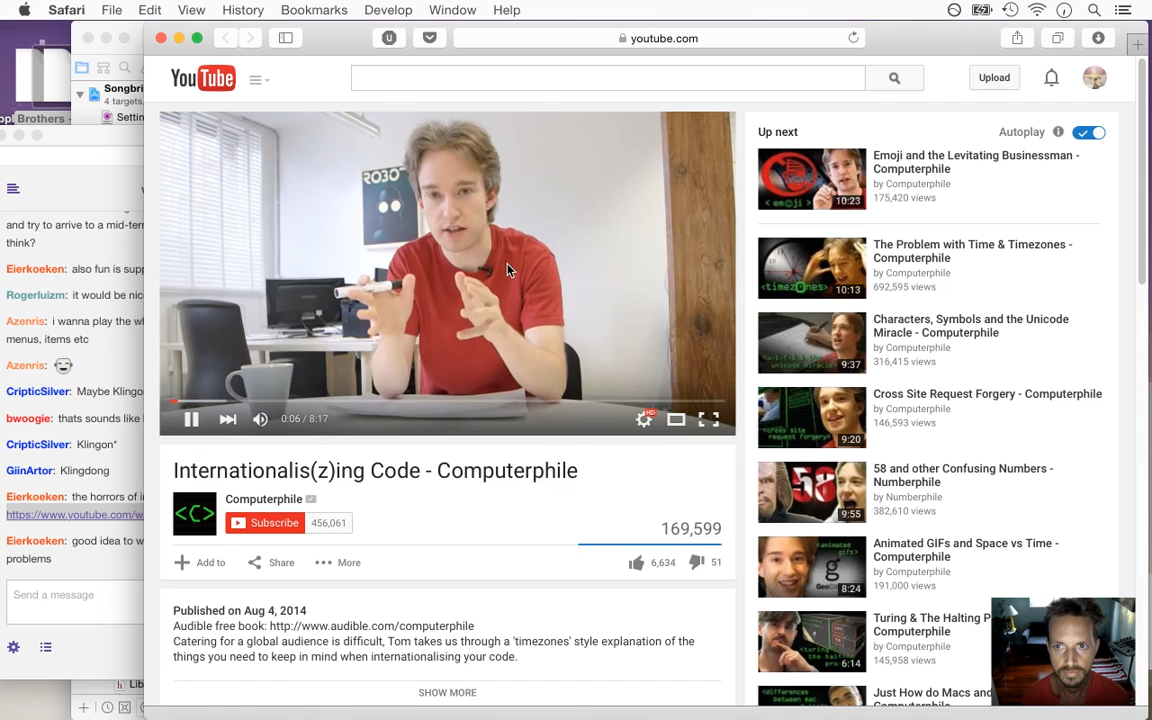 Safari File Edit View History Bookmarks Develop Window Help
youtube.com
Songbri
4 targets,
Settin
Brothers -
YouTube
Upload
and try to arrive to a mid-term
think?
Eierkoeken: also fun is supp
Rogerluizm: it would be nic
Azenris: i wanna play the wh
menus, items etc
Azenris:
CripticSilver: Maybe Klingo
bwoogie: thats sounds like
CripticSilver: Klingon*
GiinArtor: Klingdong
Eierkoeken: the horrors of in
https://www.youtube.com/w
Eierkoeken: good idea to w
problems
Send a message
Lib
0:06 / 8:17
HD
Internationalis(z)ing Code - Computerphile
<C>
Computerphile
Subscribe 456,061
169,599
Add to Share More 6,634 51
Published on Aug 4, 2014
Audible free book: http://www.audible.com/computerphile
Catering for a global audience is difficult, Tom takes us through a 'timezones' style explanation of the
things you need to keep in mind when internationalising your code.
SHOW MORE
Up next
Autoplay
Emoji and the Levitating Businessman -
Computerphile
by Computerphile
175,420 views
10:23
The Problem with Time & Timezones -
Computerphile
by Computerphile
692,595 views
10:13
Characters, Symbols and the Unicode
Miracle - Computerphile
by Computerphile
316,415 views
9:37
Cross Site Request Forgery - Computerphile
by Computerphile
146,593 views
9:20
58 and other Confusing Numbers -
Numberphile
by Numberphile
382,610 views
9:55
Animated GIFs and Space vs Time -
Computerphile
by Computerphile
191,000 views
8:24
Turing & The Halting P
Computerphile
by Computerphile
145,958 views
6:14
Just How do Macs and